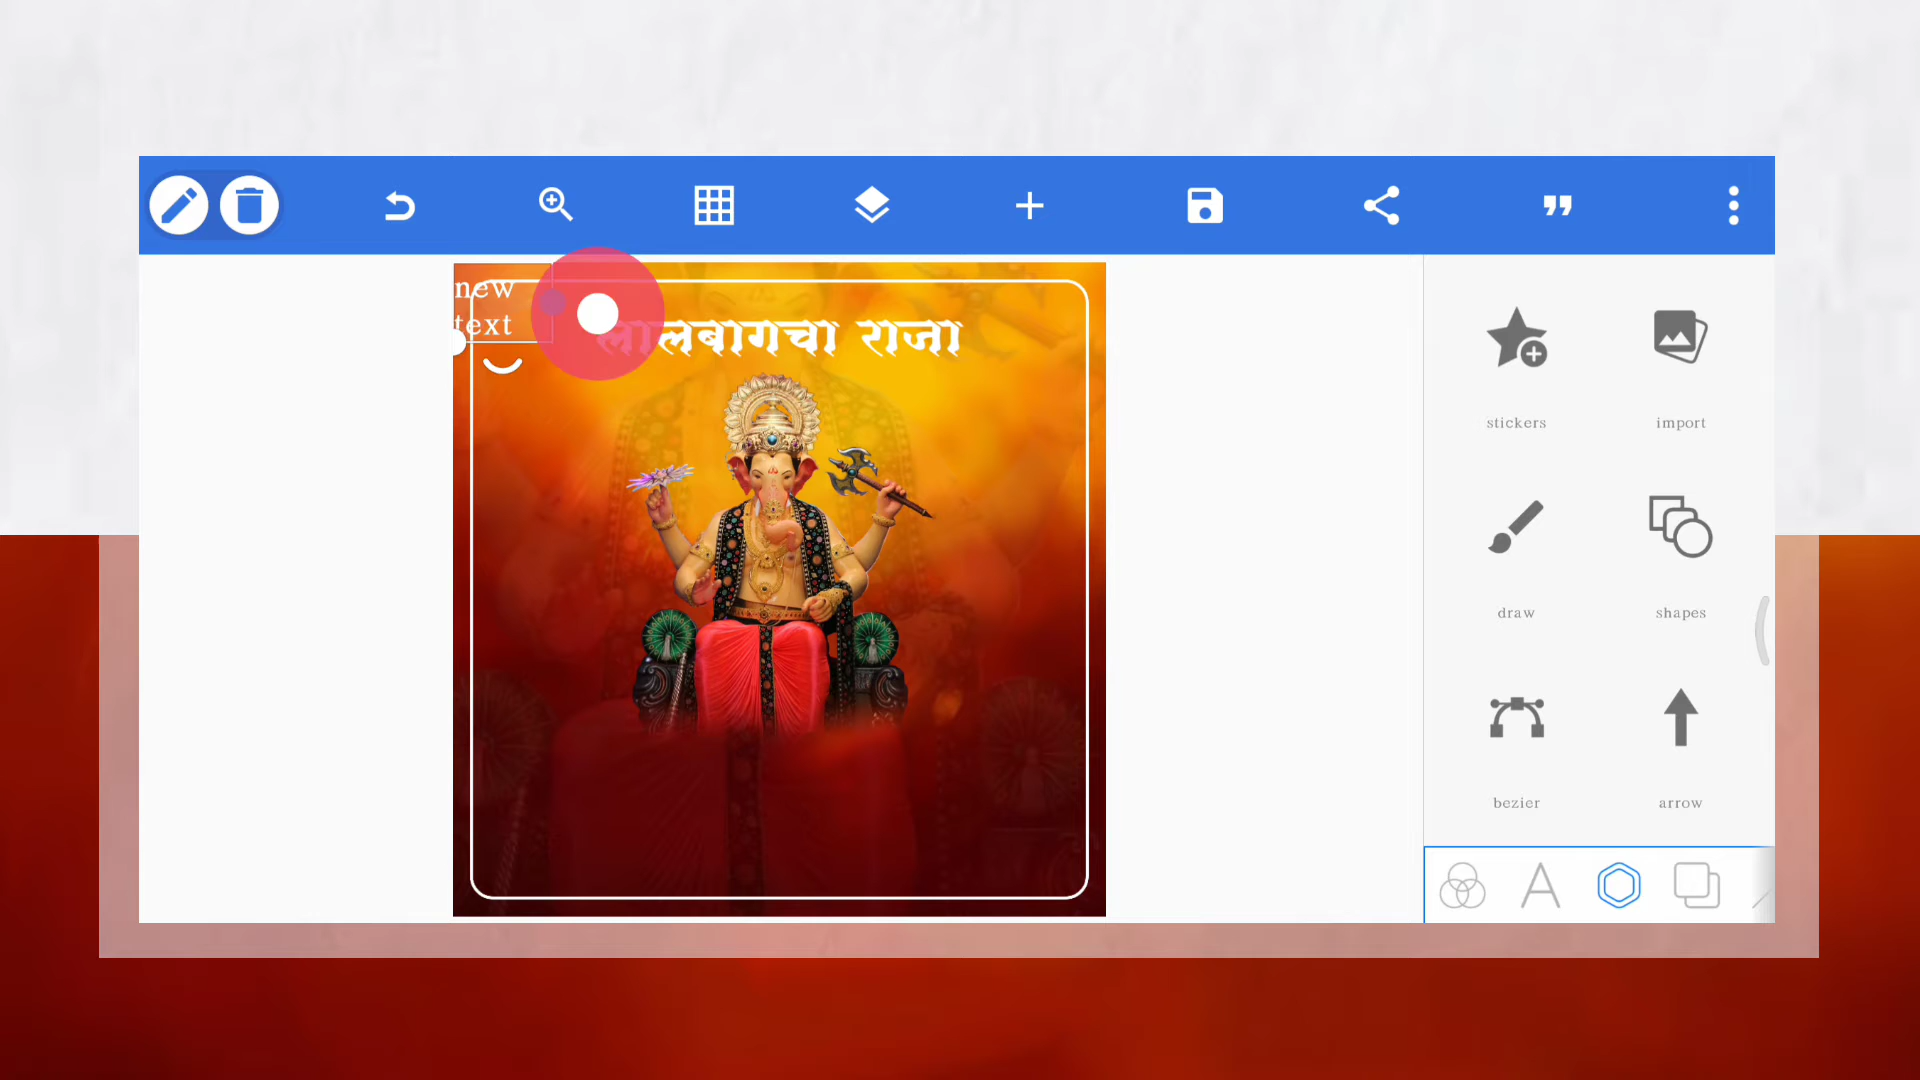 new
text
लालबागचा राजा
stickers
import
draw
shapes
bezier
arrow